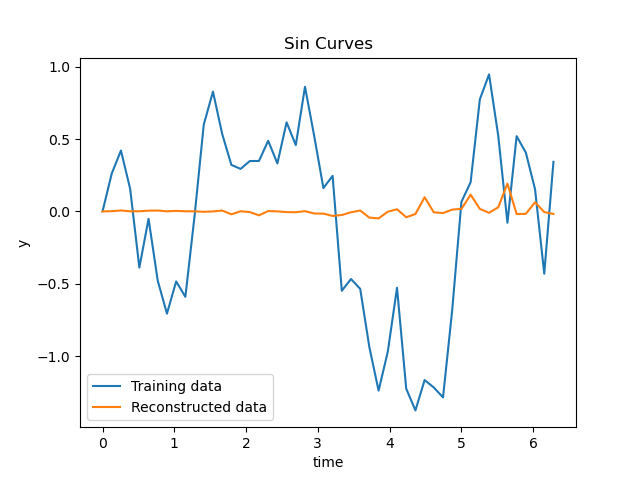 Sin Curves
1.0
0.5
0.0
−0.5
−1.0
y
Training data
Reconstructed data
0 1 2 3 4 5 6
time